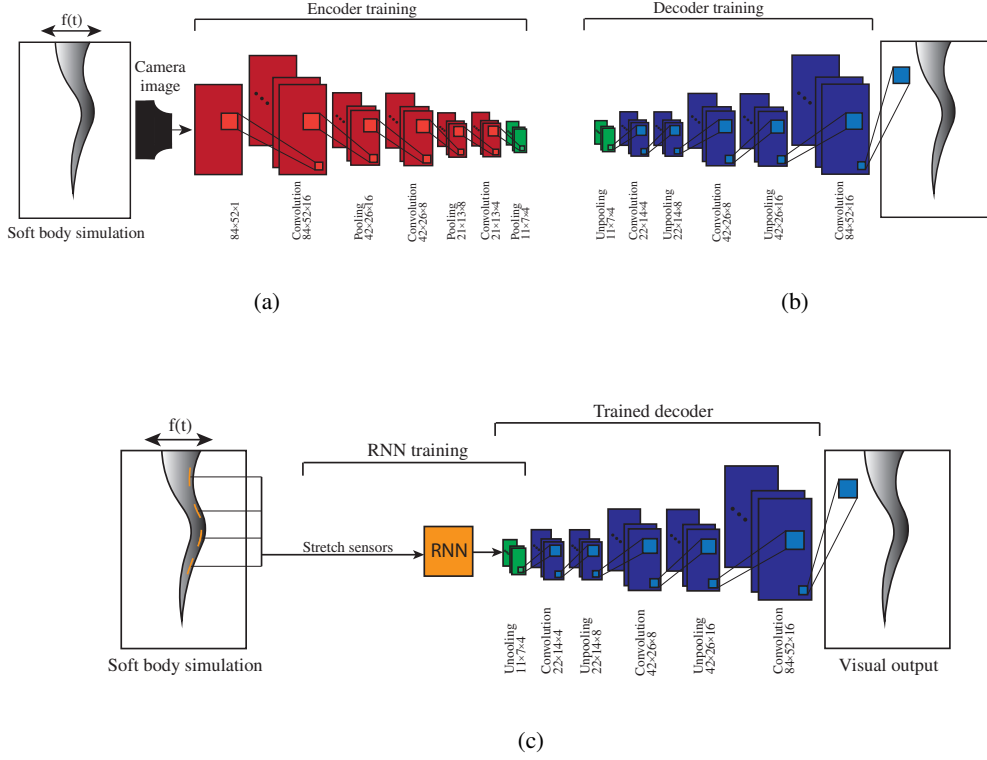 Encoder training
Decoder training
f(t)
Camera
image
Soft body simulation
84×52×1
Convolution
84×52×16
Pooling
42×26×16
Convolution
42×26×8
Pooling
21×13×8
Convolution
21×13×4
Pooling
11×7×4
Unpooling
11×7×4
Convolution
22×14×4
Unpooling
22×14×8
Convolution
42×26×8
Unpooling
42×26×16
Convolution
84×52×16
(a)
(b)
Trained decoder
f(t)
RNN training
Stretch sensors
RNN
Unooling
11×7×4
Convolution
22×14×4
Unpooling
22×14×8
Convolution
42×26×8
Unpooling
42×26×16
Convolution
84×52×16
Soft body simulation
Visual output
(c)